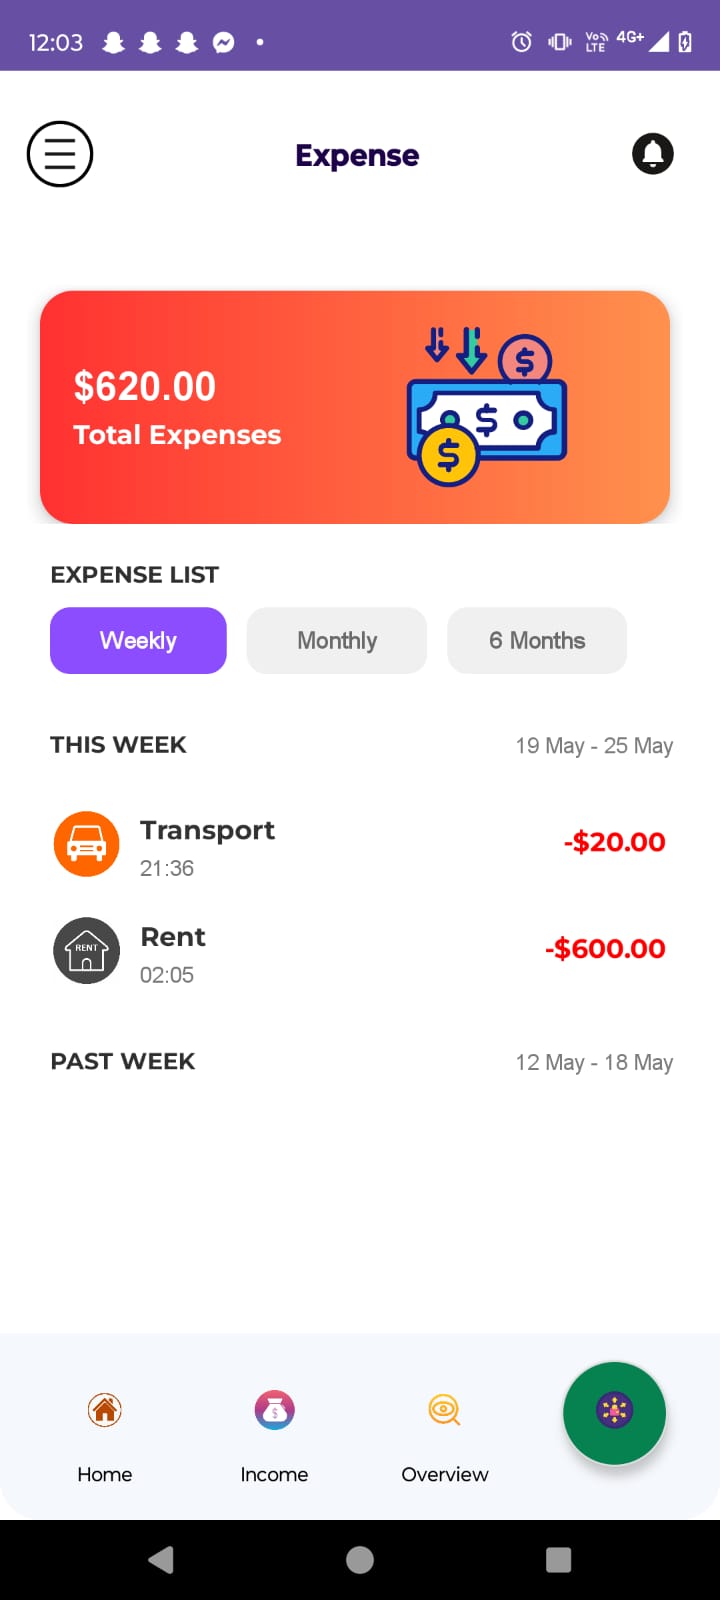 12:03
Vo)) LTE 4G+
Expense
$620.00
Total Expenses
EXPENSE LIST
Weekly Monthly 6 Months
THIS WEEK 19 May - 25 May
Transport -$20.00
21:36
RENT
Rent -$600.00
02:05
PAST WEEK 12 May - 18 May
Home Income Overview